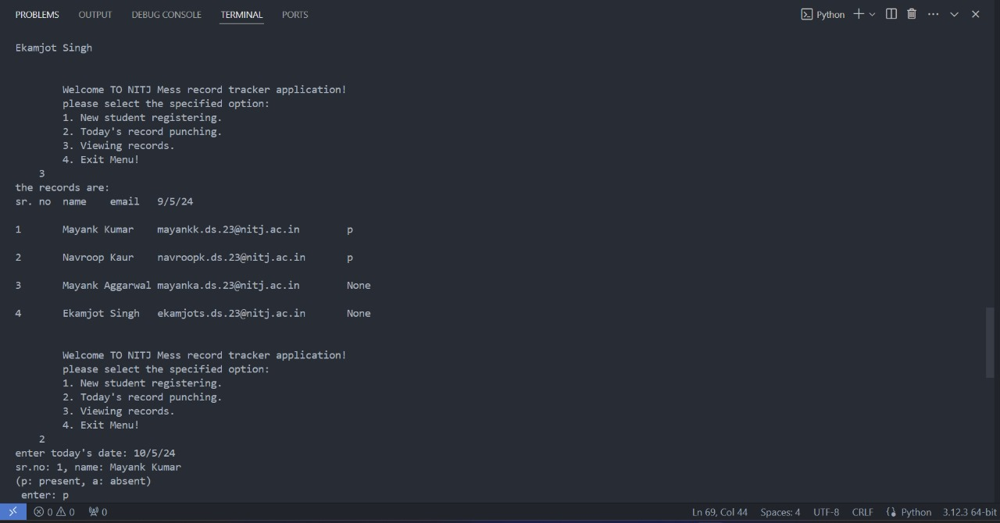 PROBLEMS OUTPUT DEBUG CONSOLE TERMINAL PORTS Python
Ekamjot Singh
Welcome TO NITJ Mess record tracker application!
please select the specified option:
1. New student registering.
2. Today's record punching.
3. Viewing records.
4. Exit Menu!
3
the records are:
sr. no name email 9/5/24
1 Mayank Kumar mayankk.ds.23@nitj.ac.in p
2 Navroop Kaur navroopk.ds.23@nitj.ac.in p
3 Mayank Aggarwal mayanka.ds.23@nitj.ac.in None
4 Ekamjot Singh ekamjots.ds.23@nitj.ac.in None
Welcome TO NITJ Mess record tracker application!
please select the specified option:
1. New student registering.
2. Today's record punching.
3. Viewing records.
4. Exit Menu!
2
enter today's date: 10/5/24
sr.no: 1, name: Mayank Kumar
(p: present, a: absent)
enter: p
0 0 0 Ln 69, Col 44 Spaces: 4 UTF-8 CRLF Python 3.12.3 64-bit